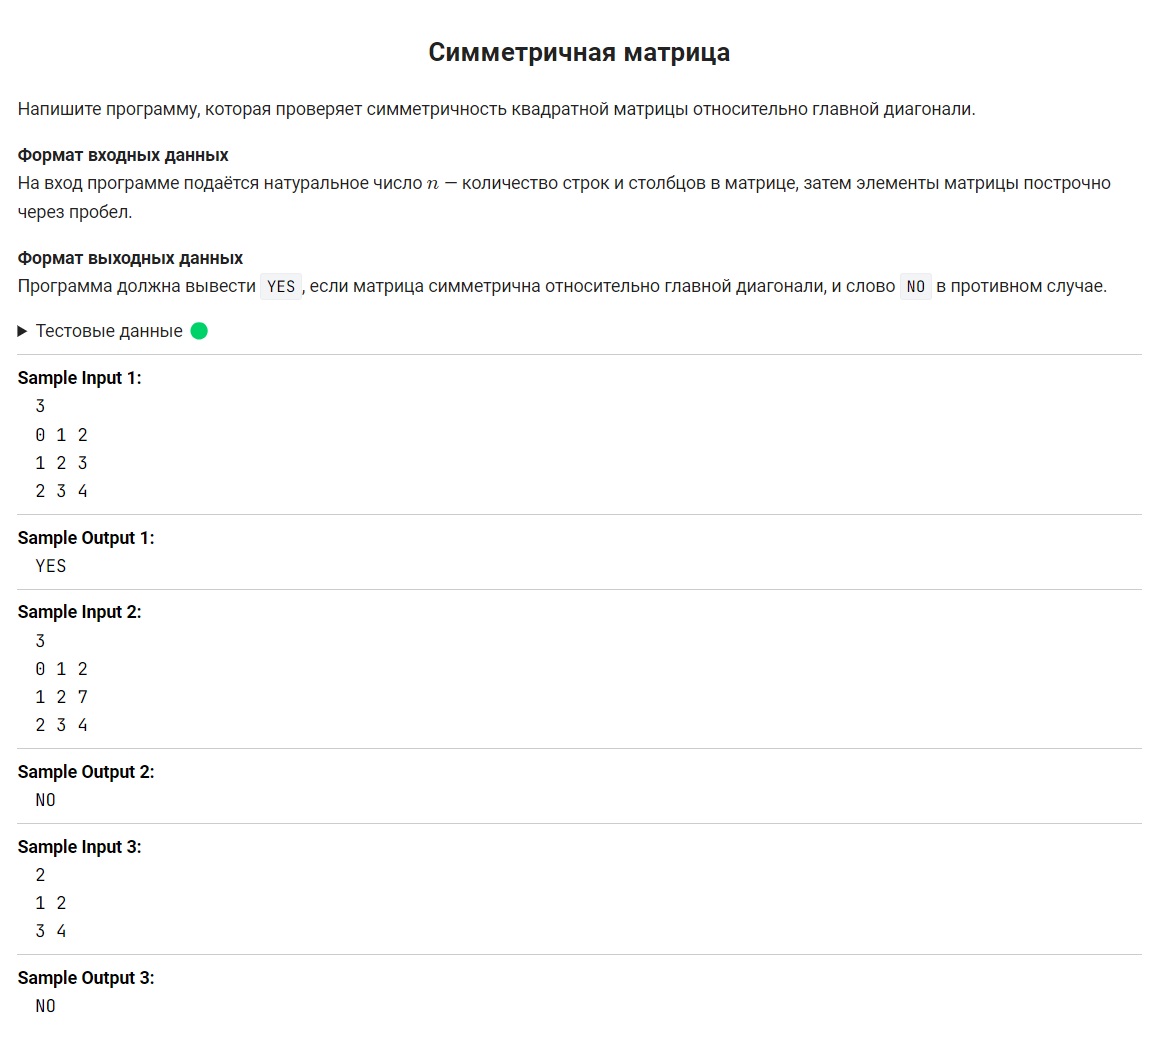 Симметричная матрица
Напишите программу, которая проверяет симметричность квадратной матрицы относительно главной диагонали.
Формат входных данных
На вход программе подаётся натуральное число n — количество строк и столбцов в матрице, затем элементы матрицы построчно
через пробел.
Формат выходных данных
Программа должна вывести YES, если матрица симметрична относительно главной диагонали, и слово NO в противном случае.
Тестовые данные
Sample Input 1:
3
0 1 2
1 2 3
2 3 4
Sample Output 1:
YES
Sample Input 2:
3
0 1 2
1 2 7
2 3 4
Sample Output 2:
NO
Sample Input 3:
2
1 2
3 4
Sample Output 3:
NO